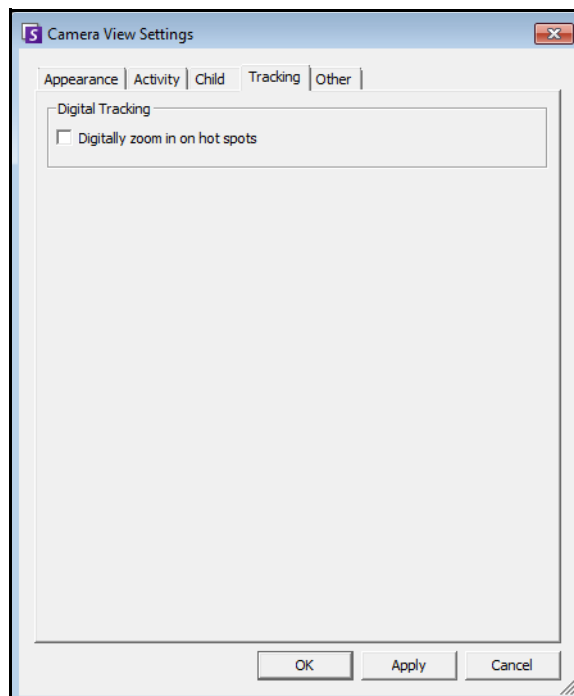 S Camera View Settings
Appearance Activity Child Tracking Other
Digital Tracking
Digitally zoom in on hot spots
OK Apply Cancel